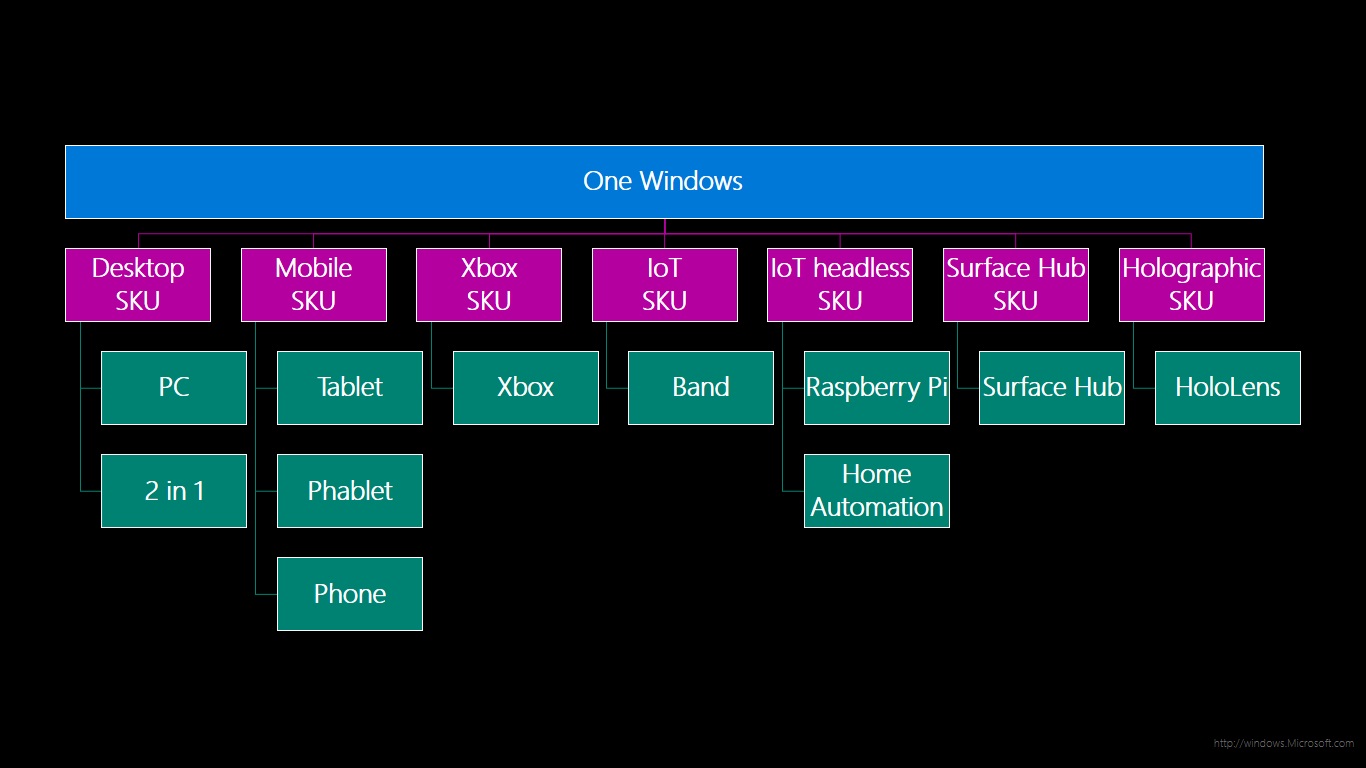 One Windows
Desktop
SKU
Mobile
SKU
Xbox
SKU
IoT
SKU
IoT headless
SKU
Surface Hub
SKU
Holographic
SKU
PC
Tablet
Xbox
Band
Raspberry Pi
Surface Hub
HoloLens
2 in 1
Phablet
Home
Automation
Phone
http://windows.Microsoft.com